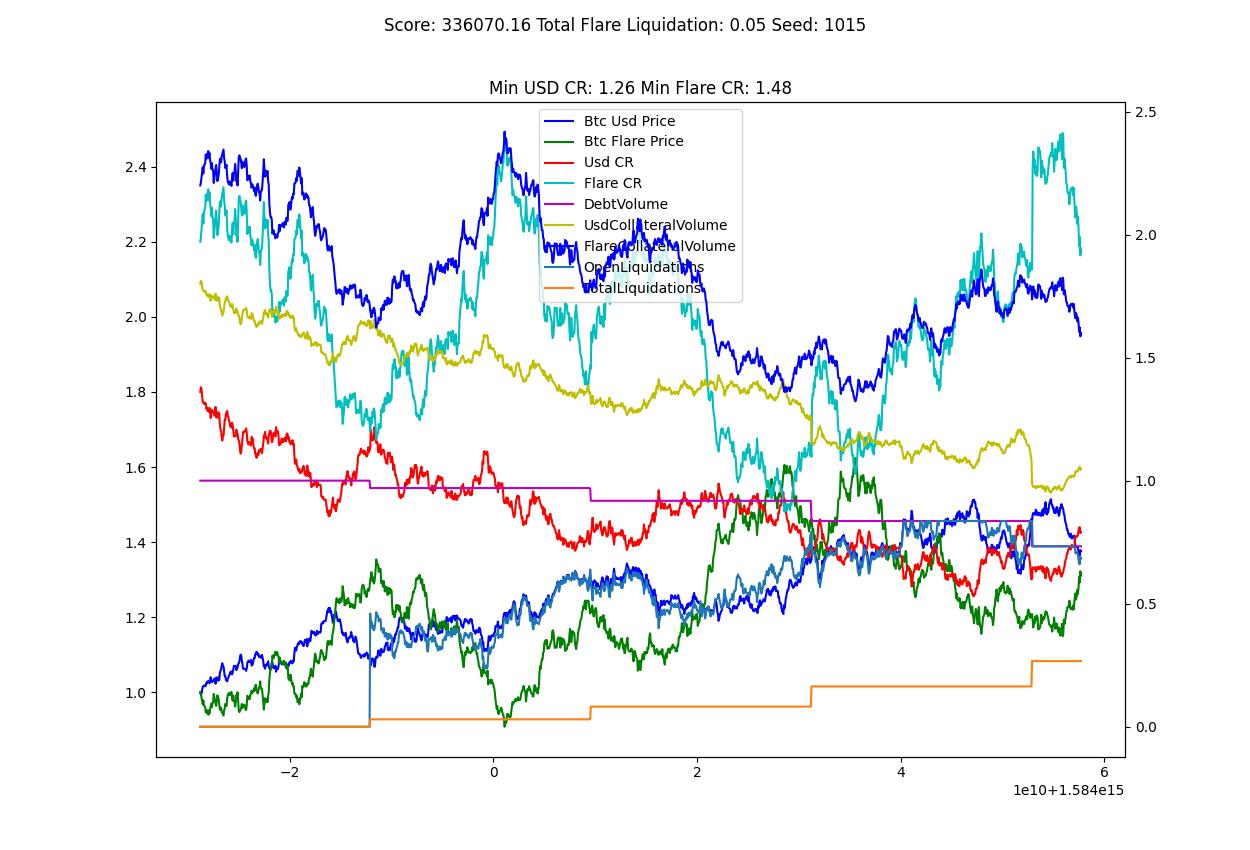 Score: 336070.16 Total Flare Liquidation: 0.05 Seed: 1015
Min USD CR: 1.26 Min Flare CR: 1.48
Btc Usd Price
Btc Flare Price
Usd CR
Flare CR
DebtVolume
UsdCollateralVolume
FlareCollateralVolume
OpenLiquidations
TotalLiquidations
2.4
2.2
2.0
1.8
1.6
1.4
1.2
1.0
2.5
2.0
1.5
1.0
0.5
0.0
−2 0 2 4 6
1e10+1.584e15